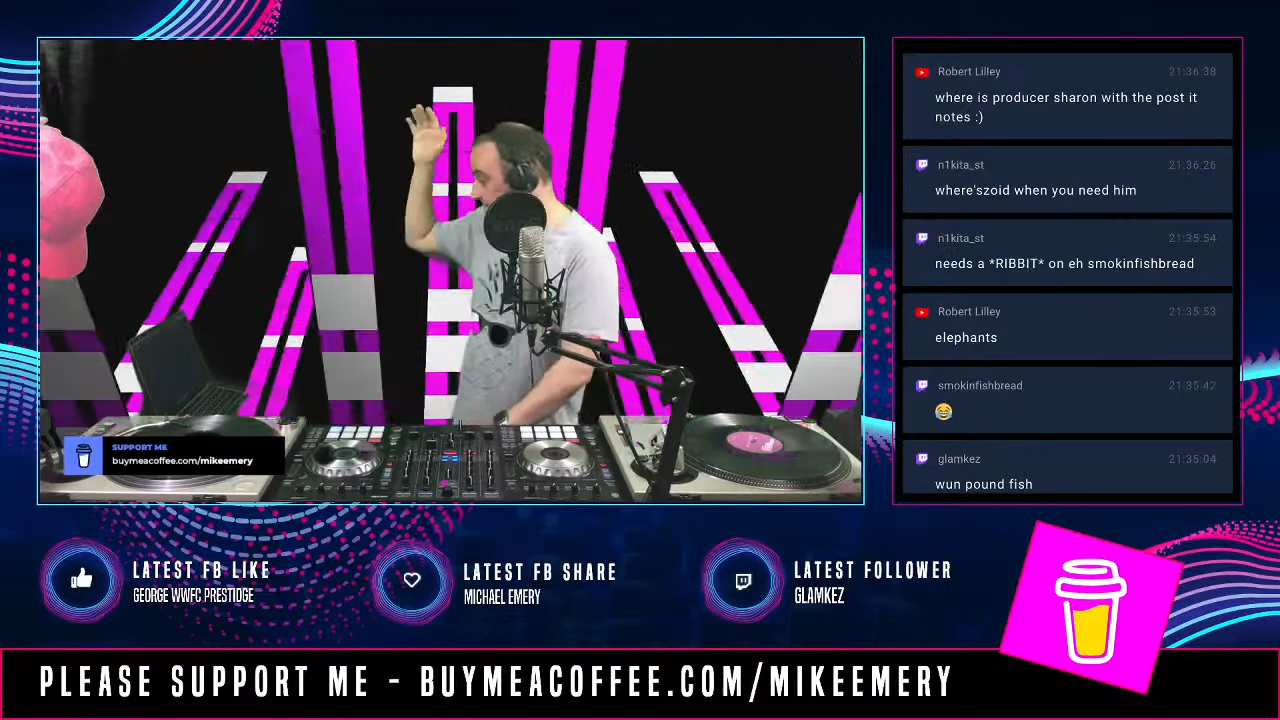 Robert Lilley 21:36:38
where is producer sharon with the post it
notes :)
n1kita_st 21:36:26
where'szoid when you need him
n1kita_st 21:35:54
needs a *RIBBIT* on eh smokinfishbread
Robert Lilley 21:35:53
elephants
smokinfishbread 21:35:42
😂
glamkez 21:35:04
wun pound fish
SUPPORT ME
buymeacoffee.com/mikeemery
LATEST FB LIKE
GEORGE WWFC PRESTIDGE
LATEST FB SHARE
MICHAEL EMERY
LATEST FOLLOWER
GLAMKEZ
PLEASE SUPPORT ME - BUYMEACOFFEE.COM/MIKEEMERY